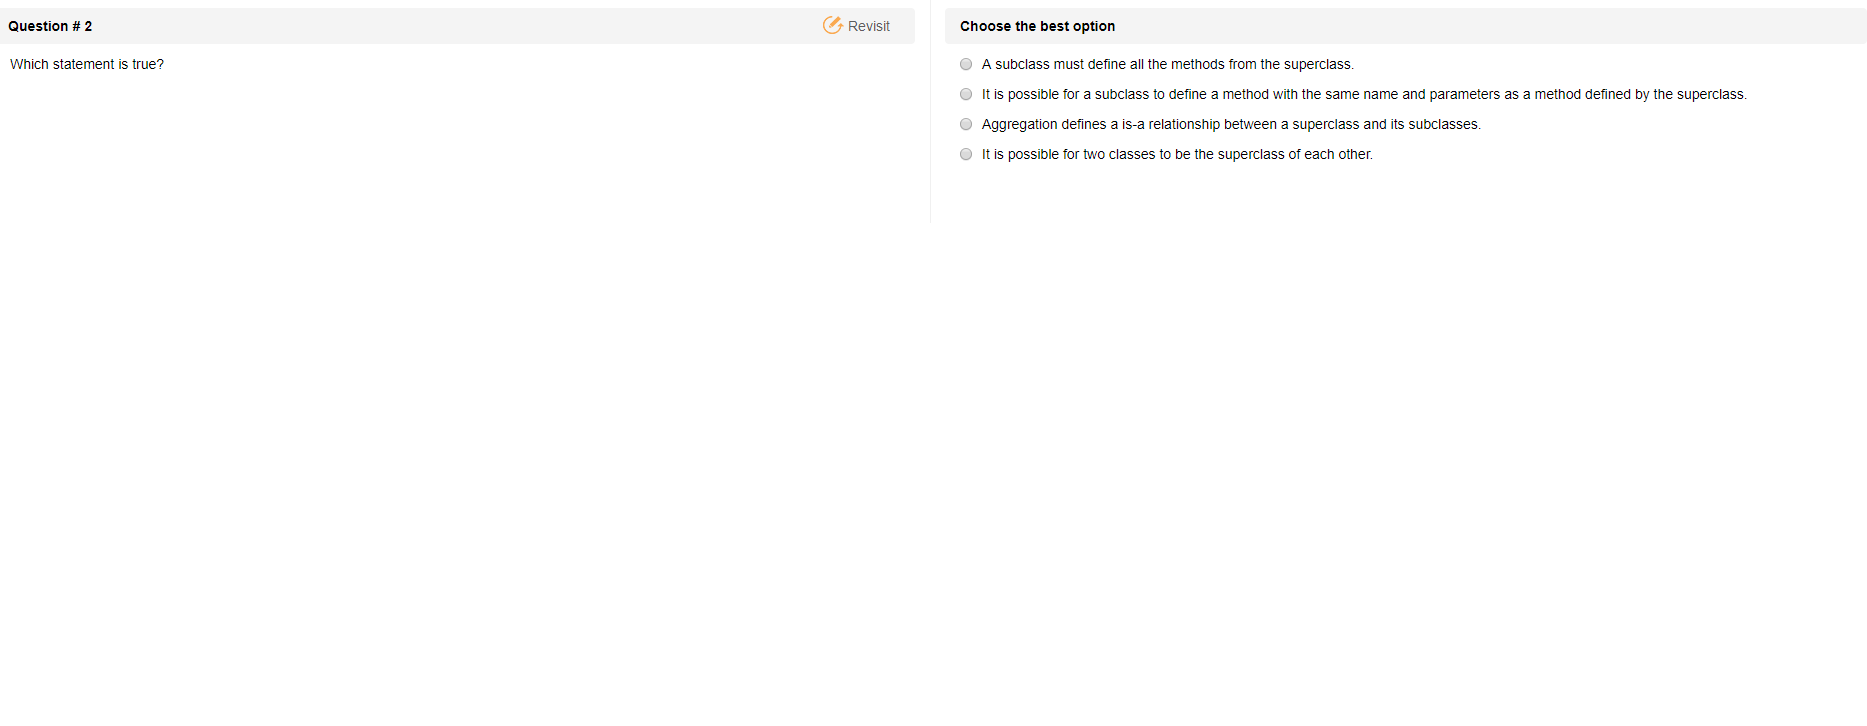 Question # 2
Revisit
Which statement is true?
Choose the best option
A subclass must define all the methods from the superclass.
It is possible for a subclass to define a method with the same name and parameters as a method defined by the superclass.
Aggregation defines a is-a relationship between a superclass and its subclasses.
It is possible for two classes to be the superclass of each other.